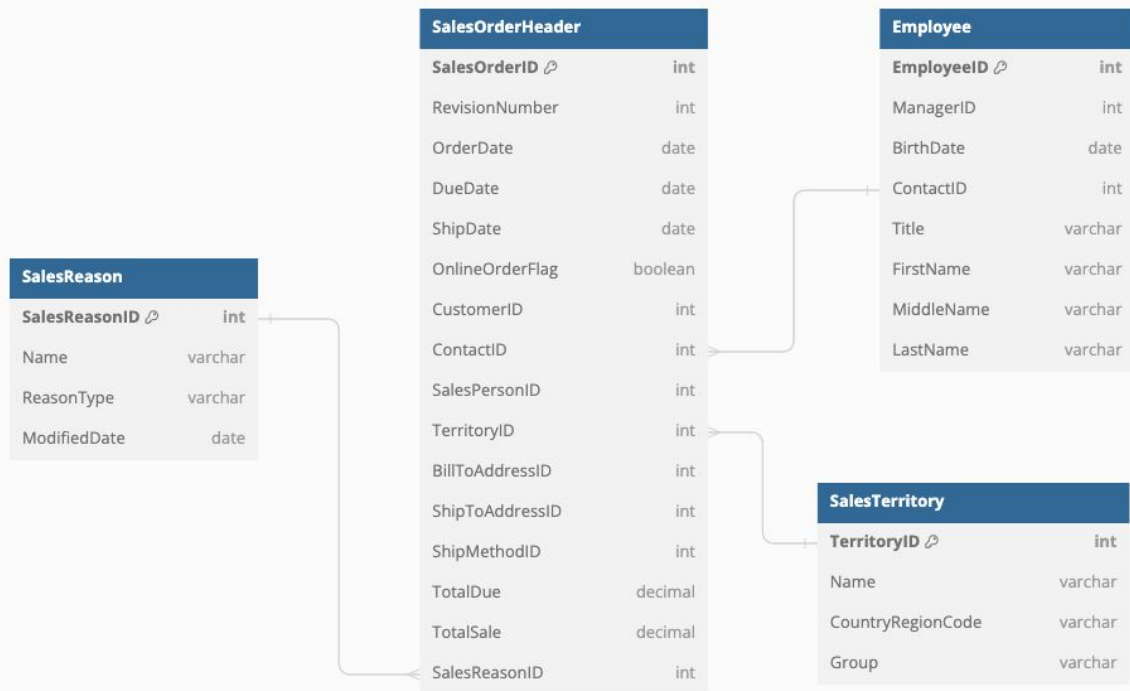 SalesOrderHeader
SalesOrderID int
RevisionNumber int
OrderDate date
DueDate date
ShipDate date
OnlineOrderFlag boolean
CustomerID int
ContactID int
SalesPersonID int
TerritoryID int
BillToAddressID int
ShipToAddressID int
ShipMethodID int
TotalDue decimal
TotalSale decimal
SalesReasonID int
Employee
EmployeeID int
ManagerID int
BirthDate date
ContactID int
Title varchar
FirstName varchar
MiddleName varchar
LastName varchar
SalesReason
SalesReasonID int
Name varchar
ReasonType varchar
ModifiedDate date
SalesTerritory
TerritoryID int
Name varchar
CountryRegionCode varchar
Group varchar